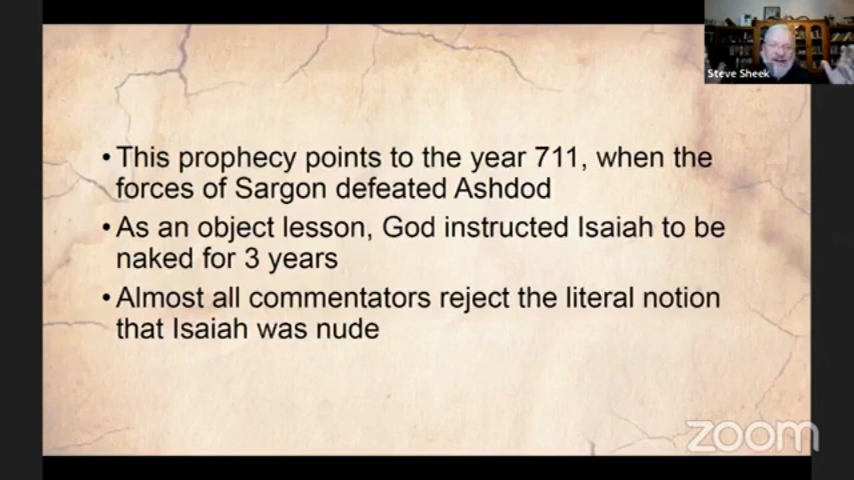 Steve Sheek
• This prophecy points to the year 711, when the
forces of Sargon defeated Ashdod
• As an object lesson, God instructed Isaiah to be
naked for 3 years
• Almost all commentators reject the literal notion
that Isaiah was nude
zoom